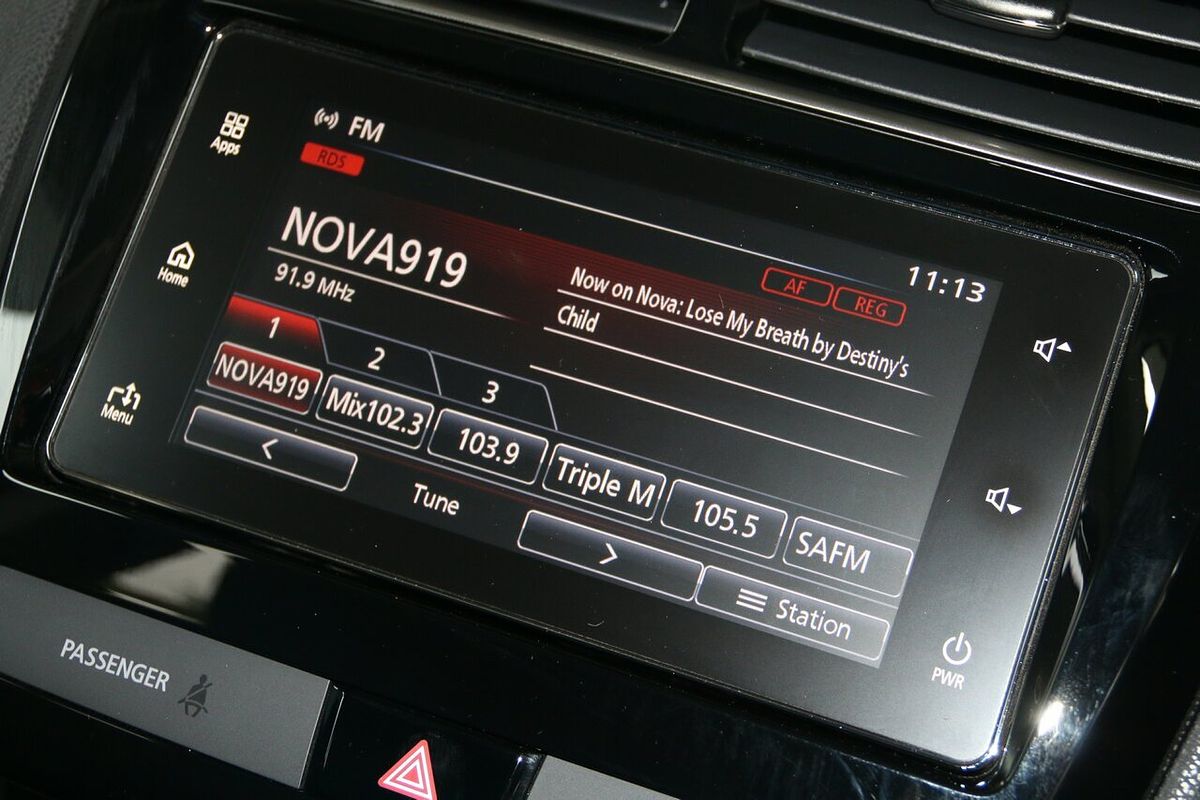 Apps
FM
RDS
NOVA919
91.9 MHz
AF
REG
11:13
Now on Nova: Lose My Breath by Destiny's
Child
Home
1
2
3
NOVA919
Mix102.3
103.9
Triple M
105.5
SAFM
Menu
<
Tune
>
Station
PWR
PASSENGER